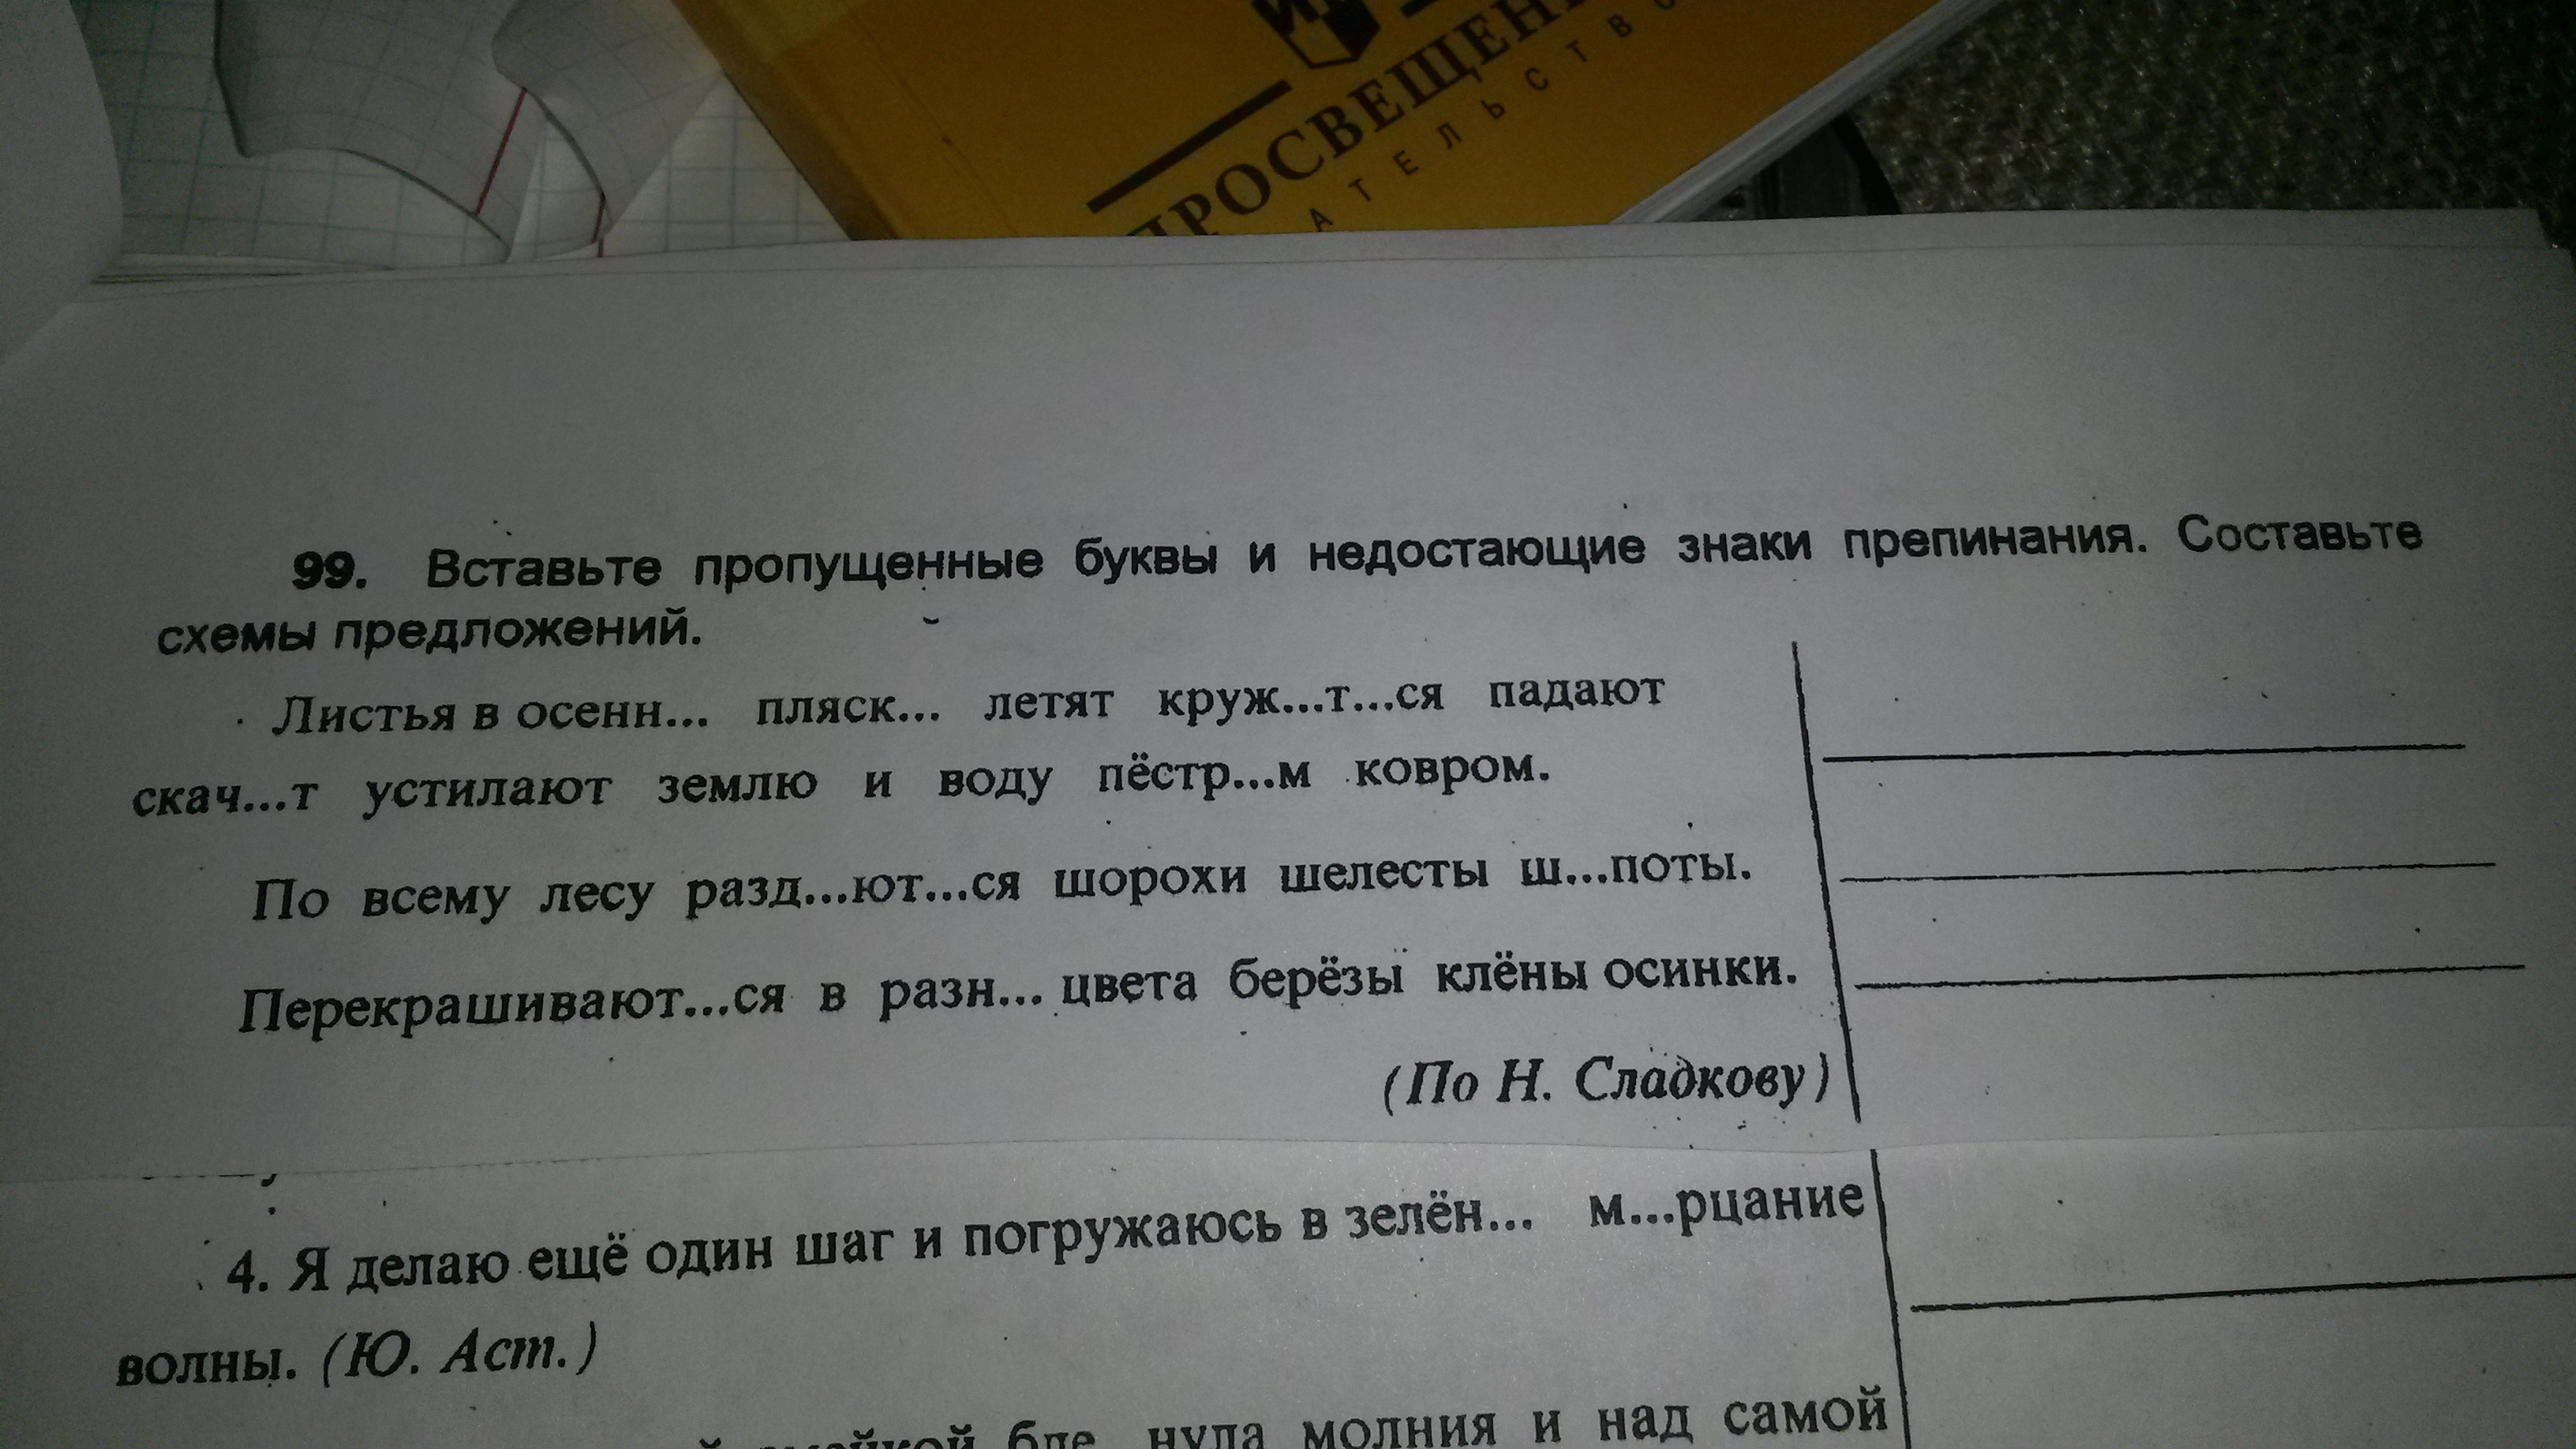 ПРОСВЕЩЕН
АТЕЛЬСТВО
99. Вставьте пропущенные буквы и недостающие знаки препинания. Составьте
схемы предложений.
Листья в осенн... пляск... летят круж...т...ся падают
скач...т устилают землю и воду пёстр...м ковром.
По всему лесу разд...ют...ся шорохи шелесты ш...поты.
Перекрашивают...ся в разн... цвета берёзы клёны осинки.
(По Н. Сладкову)
4. Я делаю ещё один шаг и погружаюсь в зелён... м...рцание
волны. (Ю. Аст.)
нула молния и над самой